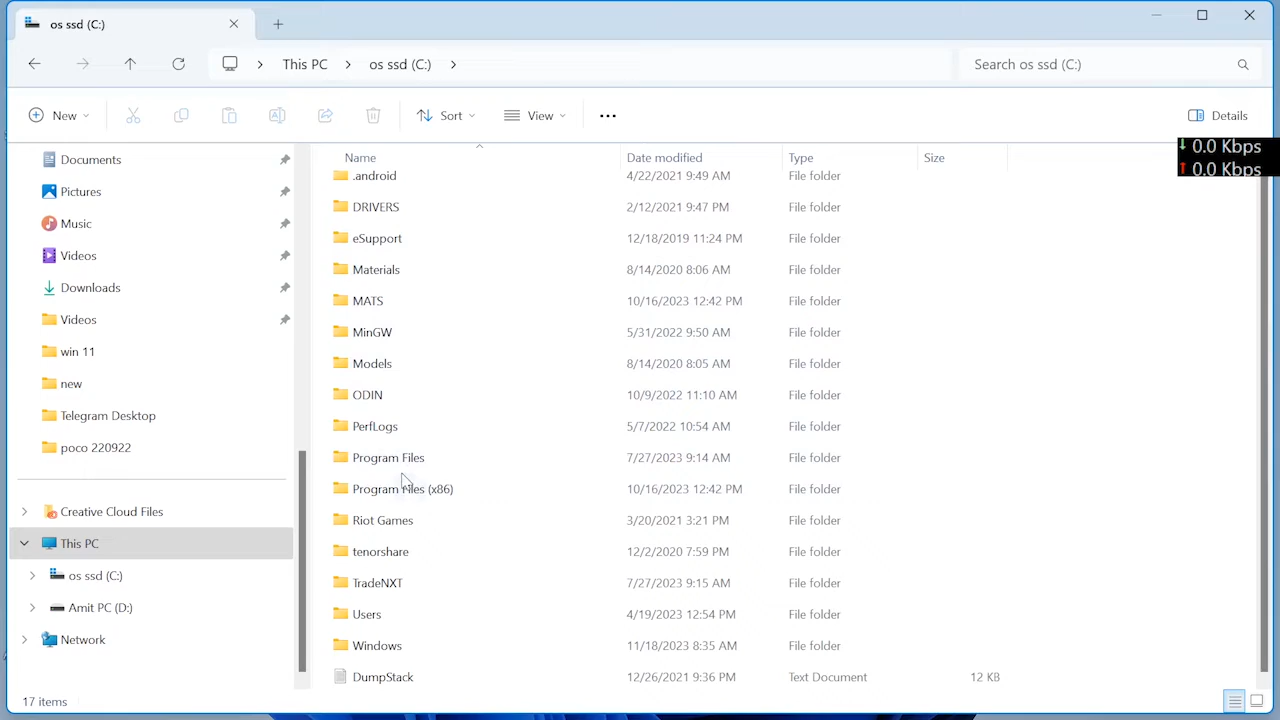 os ssd (C:)
This PC os ssd (C:) Search os ssd (C:)
New Sort View Details
0.0 Kbps
0.0 Kbps
Documents
Pictures
Music
Videos
Downloads
Videos
win 11
new
Telegram Desktop
poco 220922
Creative Cloud Files
This PC
os ssd (C:)
Amit PC (D:)
Network
Name Date modified Type Size
.android 4/22/2021 9:49 AM File folder
DRIVERS 2/12/2021 9:47 PM File folder
eSupport 12/18/2019 11:24 PM File folder
Materials 8/14/2020 8:06 AM File folder
MATS 10/16/2023 12:42 PM File folder
MinGW 5/31/2022 9:50 AM File folder
Models 8/14/2020 8:05 AM File folder
ODIN 10/9/2022 11:10 AM File folder
PerfLogs 5/7/2022 10:54 AM File folder
Program Files 7/27/2023 9:14 AM File folder
Program Files (x86) 10/16/2023 12:42 PM File folder
Riot Games 3/20/2021 3:21 PM File folder
tenorshare 12/2/2020 7:59 PM File folder
TradeNXT 7/27/2023 9:15 AM File folder
Users 4/19/2023 12:54 PM File folder
Windows 11/18/2023 8:35 AM File folder
DumpStack 12/26/2021 9:36 PM Text Document 12 KB
17 items